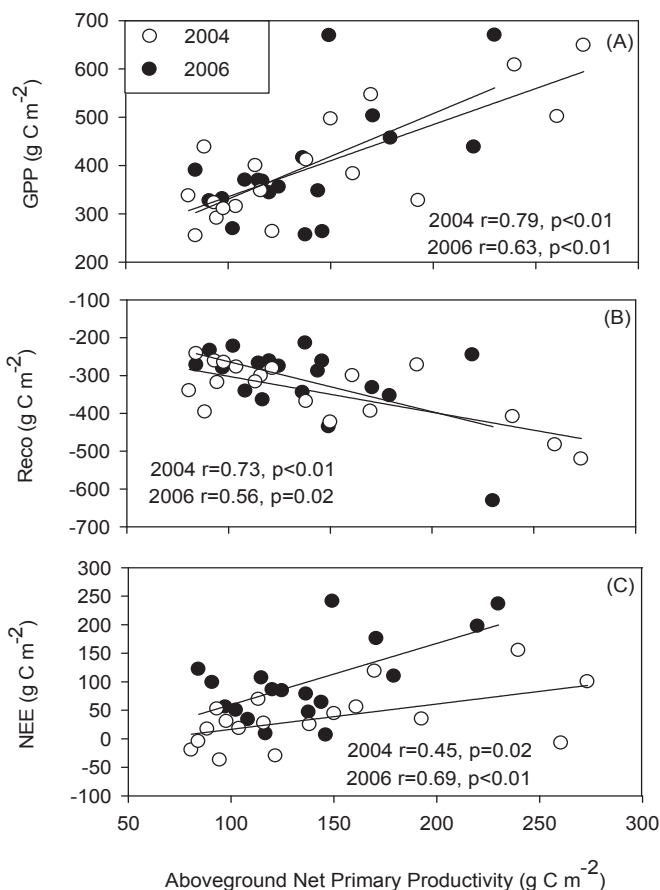 2004
2006
(A)
700
600
500
400
300
200
GPP (g C m-2)
2004 r=0.79, p<0.01
2006 r=0.63, p<0.01
(B)
-100
-200
-300
-400
-500
-600
-700
Reco (g C m-2)
2004 r=0.73, p<0.01
2006 r=0.56, p=0.02
(C)
300
250
200
150
100
50
0
-50
-100
NEE (g C m-2)
2004 r=0.45, p=0.02
2006 r=0.69, p<0.01
50 100 150 200 250 300
Aboveground Net Primary Productivity (g C m-2)